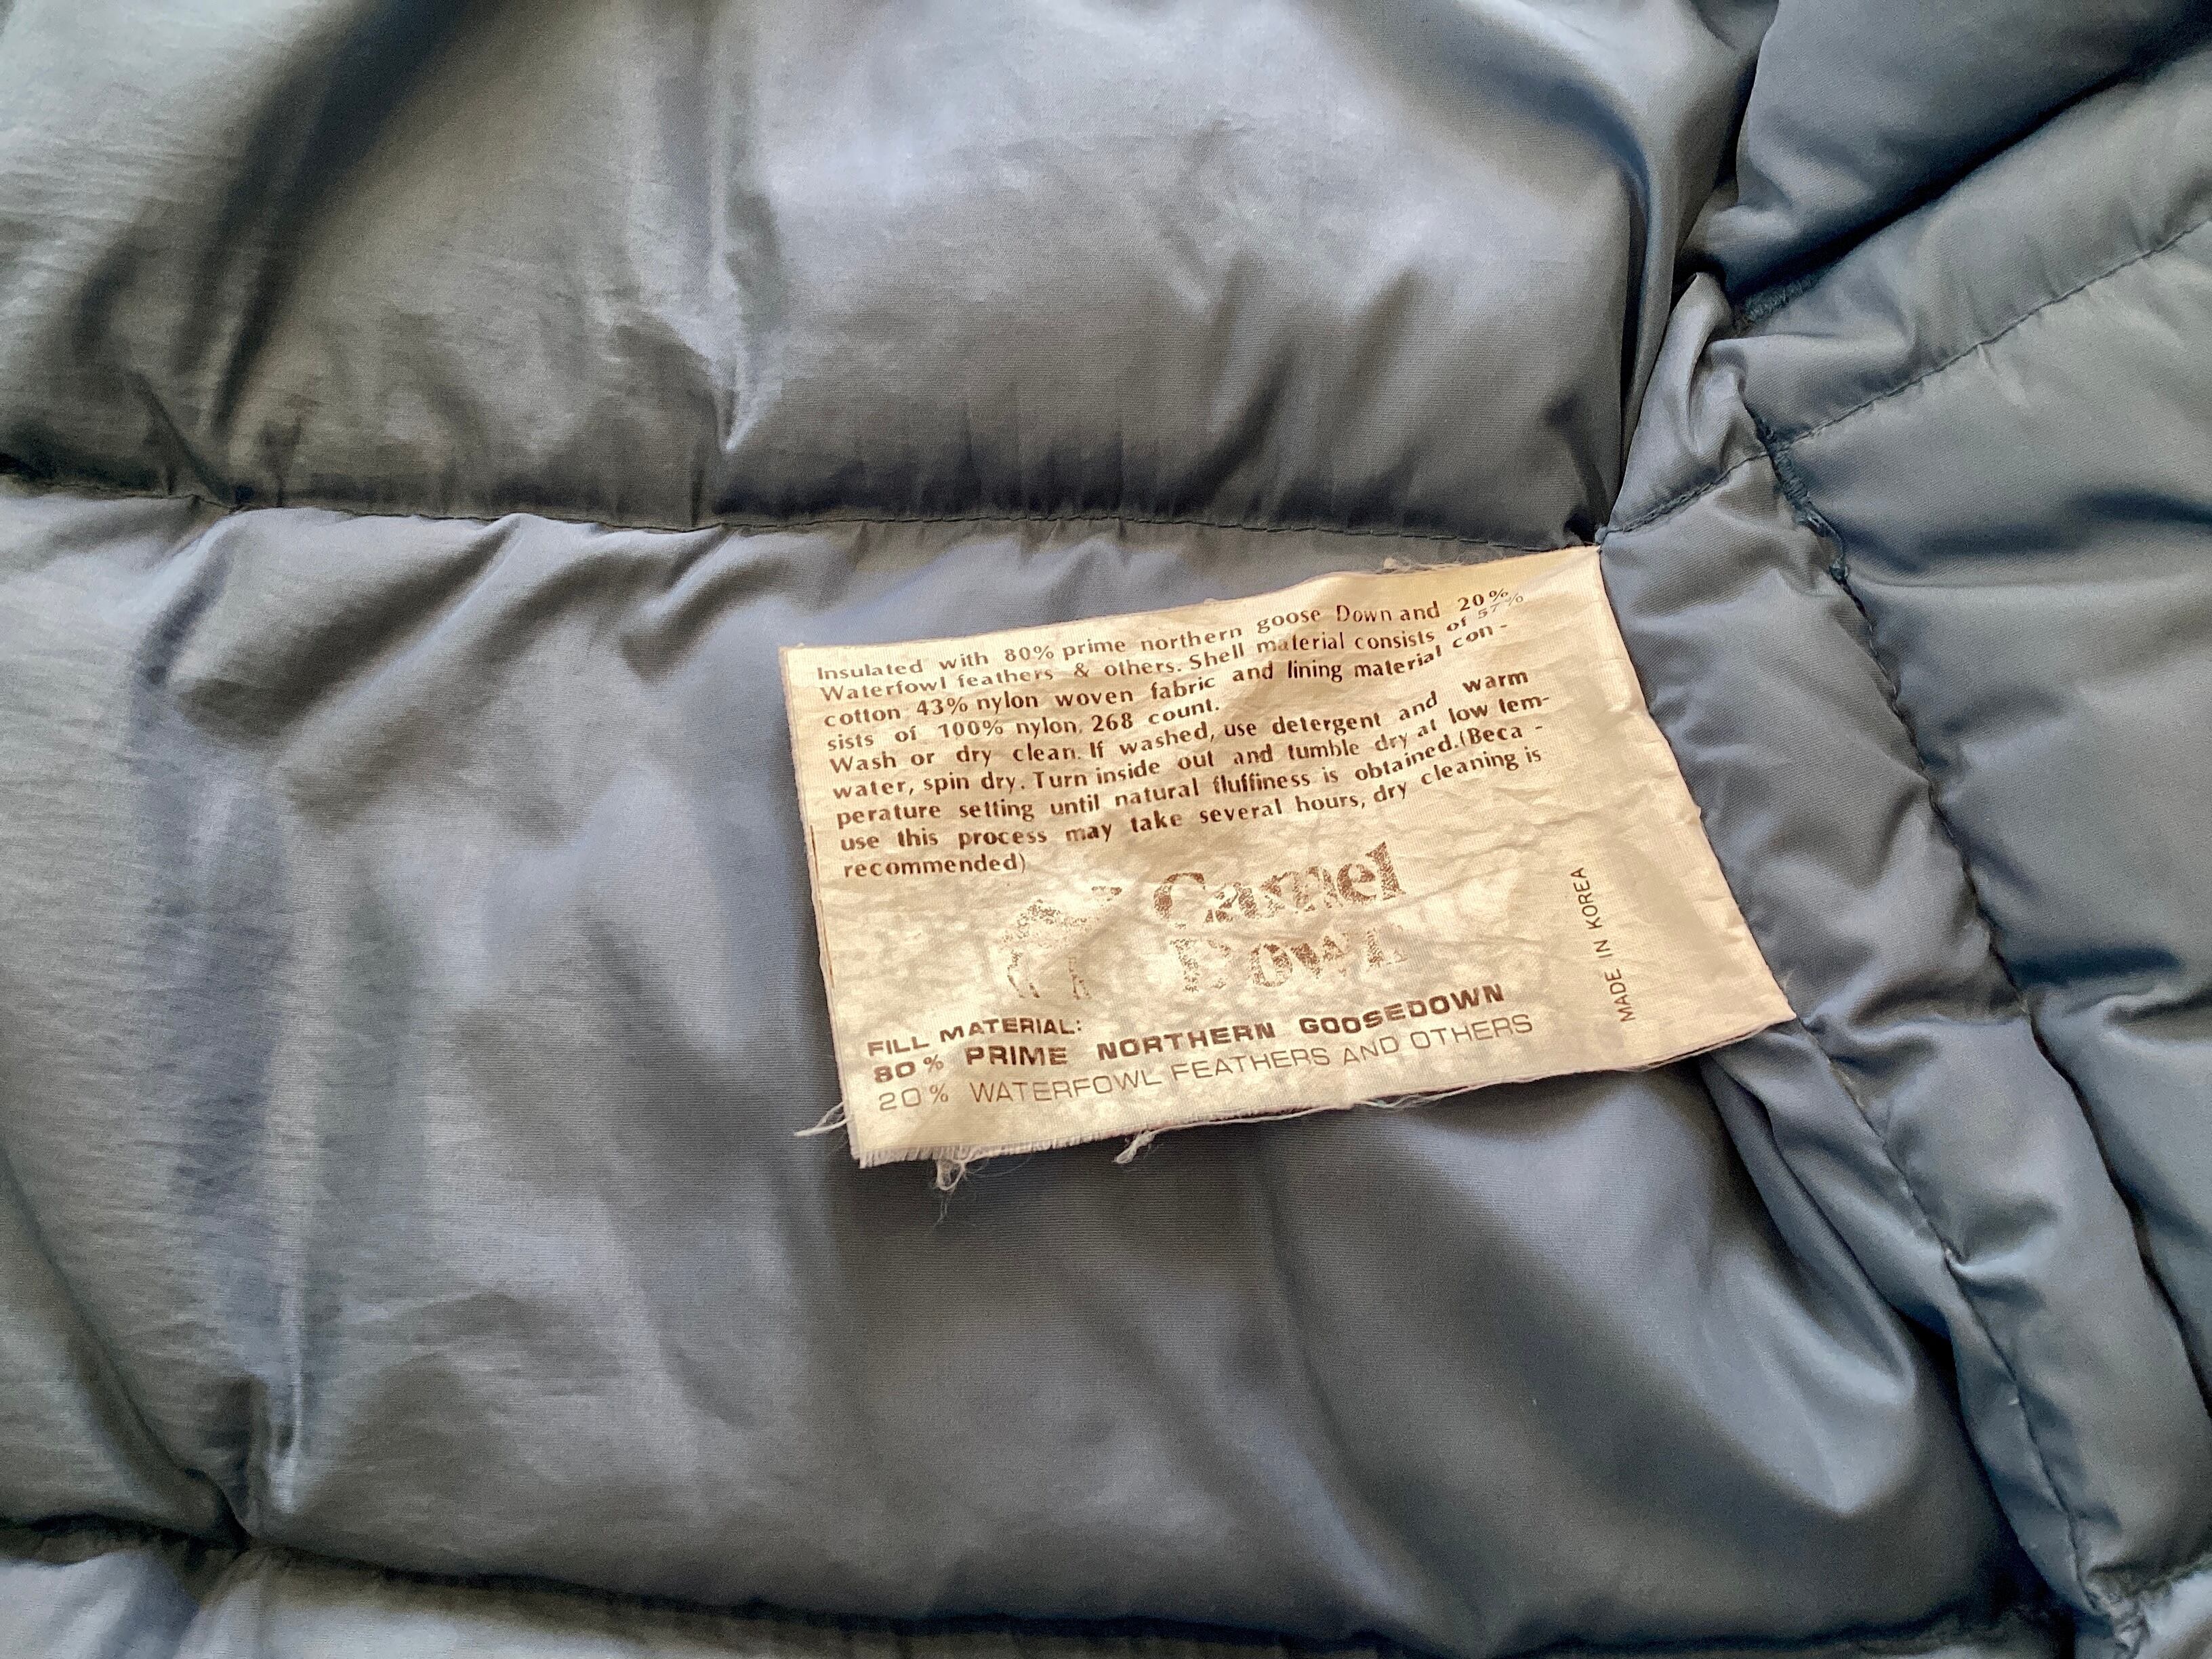 Insulated with 80% prime northern goose Down and 20%
Waterfowl feathers & others. Shell material consists of 57%
cotton, 43% nylon woven fabric and lining material con-
sists of 100% nylon, 268 count.
Wash or dry clean. If washed, use detergent and warm
water, spin dry. Turn inside out and tumble dry at low tem-
perature setting until natural fluffiness is obtained. (Beca-
use this process may take several hours, dry cleaning is
recommended)
Camel
Down
MADE IN KOREA
FILL MATERIAL:
80% PRIME NORTHERN GOOSEDOWN
20% WATERFOWL FEATHERS AND OTHERS